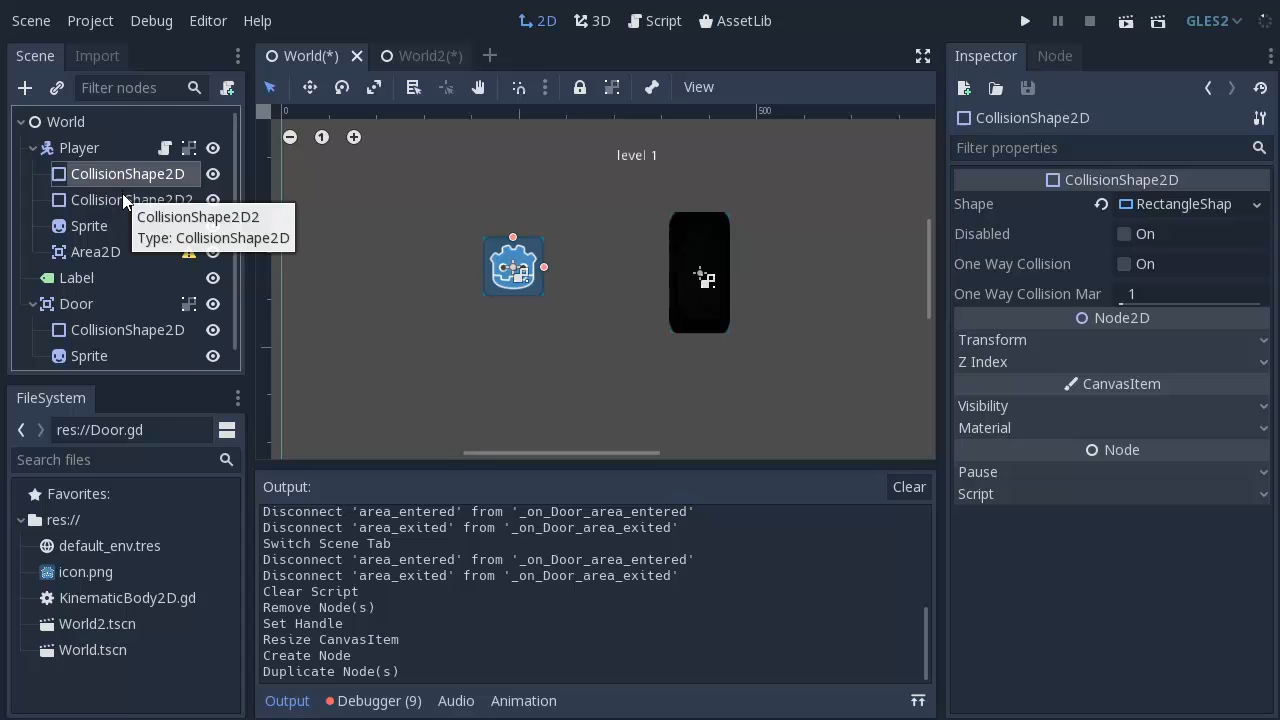 Scene Project Debug Editor Help
2D 3D Script AssetLib
GLES2
Scene Import
World(*) World2(*)
Inspector Node
Filter nodes
View
CollisionShape2D
Filter properties
0 500
1
level 1
World
Player
CollisionShape2D
CollisionShape2D2
Sprite
Area2D
Label
Door
CollisionShape2D
Sprite
CollisionShape2D2
Type: CollisionShape2D
CollisionShape2D
Shape RectangleShap
Disabled On
One Way Collision On
One Way Collision Mar 1
Node2D
Transform
Z Index
CanvasItem
Visibility
Material
Node
Pause
Script
FileSystem
res://Door.gd
Search files
Favorites:
res://
default_env.tres
icon.png
KinematicBody2D.gd
World2.tscn
World.tscn
Output: Clear
Disconnect 'area_entered' from '_on_Door_area_entered'
Disconnect 'area_exited' from '_on_Door_area_exited'
Switch Scene Tab
Disconnect 'area_entered' from '_on_Door_area_entered'
Disconnect 'area_exited' from '_on_Door_area_exited'
Clear Script
Remove Node(s)
Set Handle
Resize CanvasItem
Create Node
Duplicate Node(s)
Output Debugger (9) Audio Animation